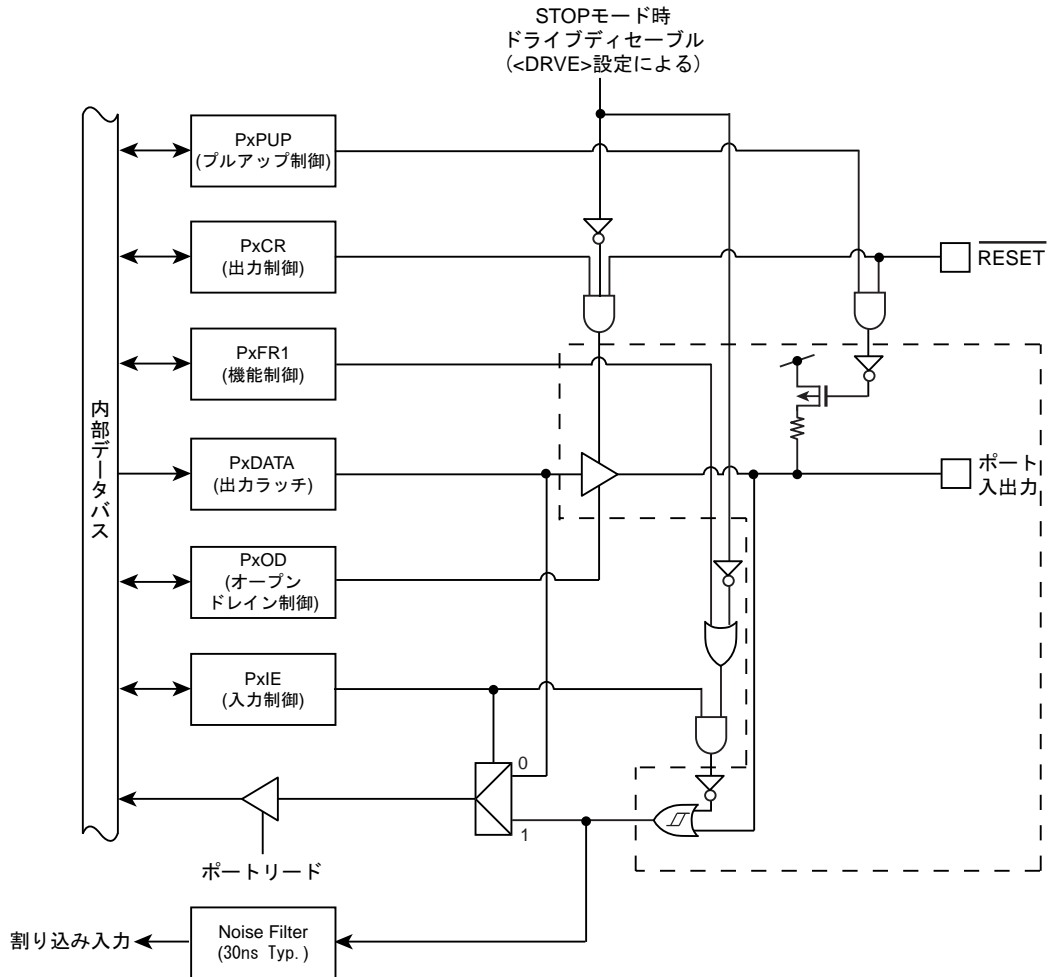 STOPモード時
ドライブディセーブル
(<DRVE>設定による)
PxPUP
(プルアップ制御)
PxCR
(出力制御)
RESET
PxFR1
(機能制御)
内部データバス
PxDATA
(出力ラッチ)
ポート
入出力
PxOD
(オープン
ドレイン制御)
PxIE
(入力制御)
0
1
ポートリード
割り込み入力
Noise Filter
(30ns Typ.)